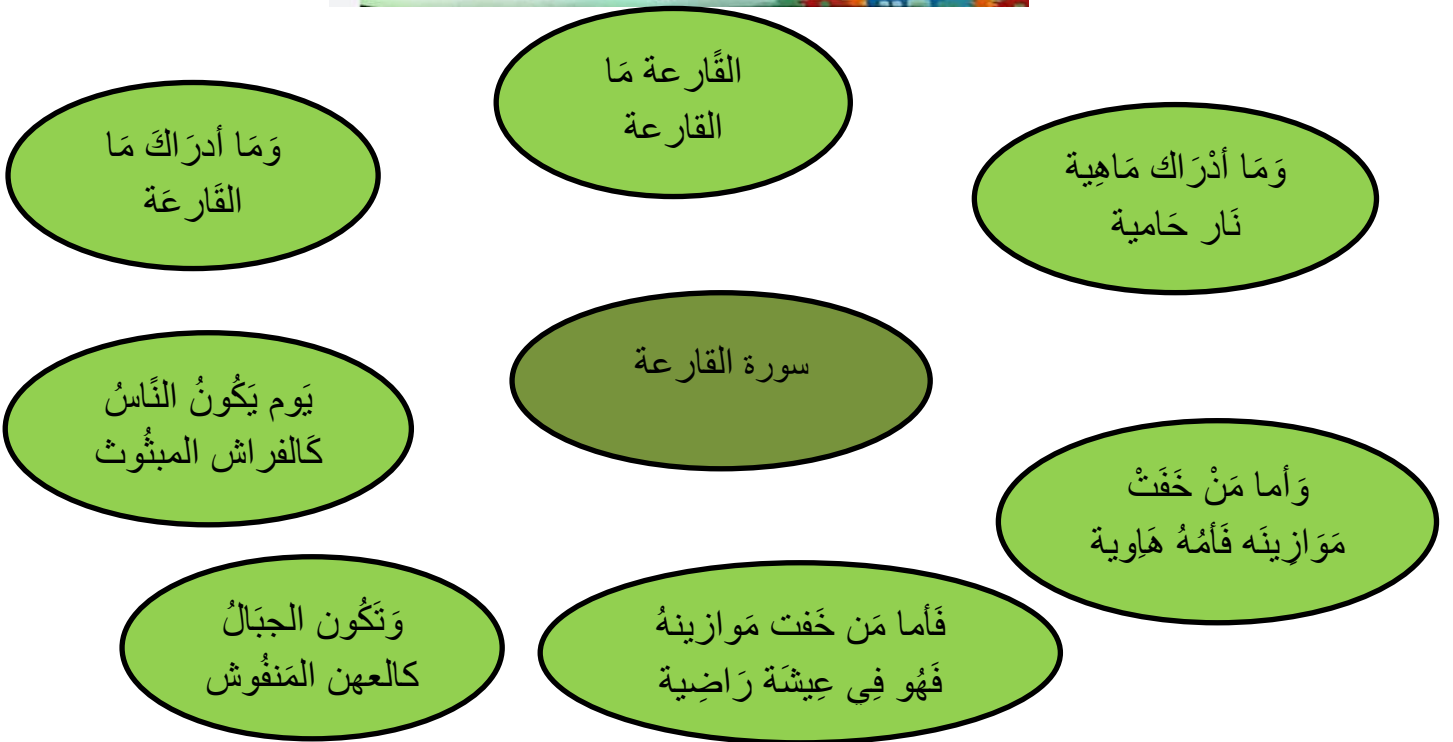 القًارعة مَا
القارعة
وَمَا أدرَاكَ مَا
القَارعَة
يَوم يَكُونُ النًاسُ
كَالفراش المبثُوث
وَتَكُون الجبَالُ
كالعهن المَنفُوش
فَأما مَن خَفت مَوازينهُ
فَهُو فِي عِيشَة رَاضِية
وَأما مَنْ خَفَتْ
مَوَازِينَه فَأمُهُ هَاِوية
وَمَا أدْرَاك مَاهِية
نَار حَامية
سورة القارعة